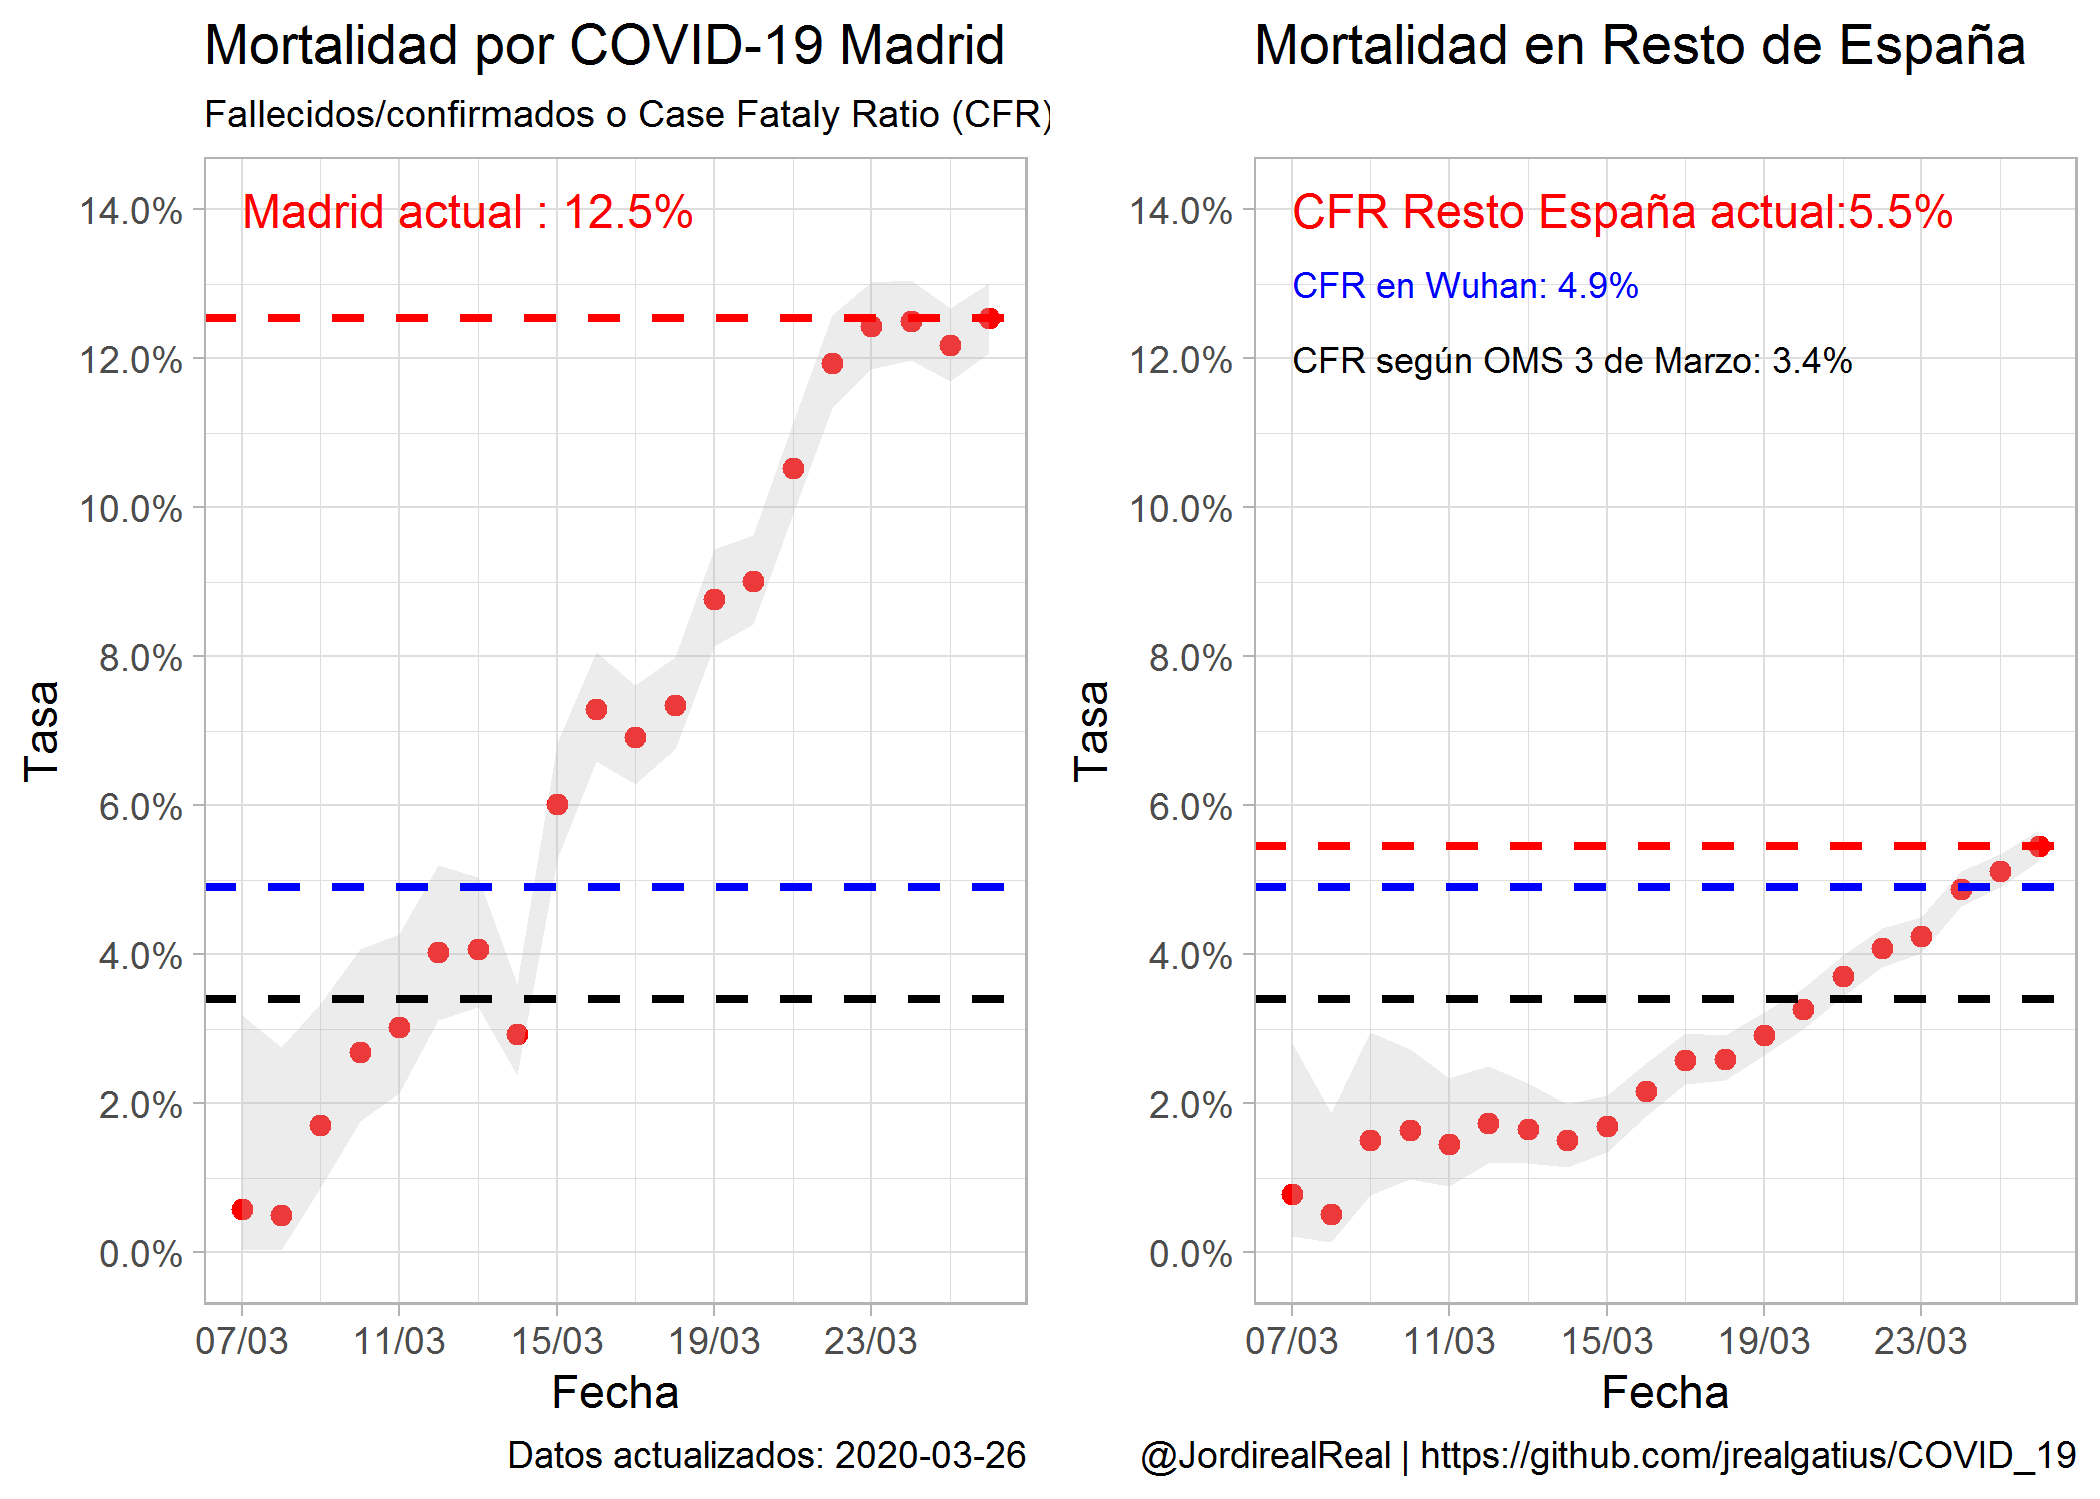 Mortalidad por COVID-19 Madrid
Fallecidos/confirmados o Case Fataly Ratio (CFR)
Madrid actual : 12.5%
14.0%
12.0%
10.0%
8.0%
6.0%
4.0%
2.0%
0.0%
Tasa
07/03 11/03 15/03 19/03 23/03
Fecha
Datos actualizados: 2020-03-26
Mortalidad en Resto de España
CFR Resto España actual:5.5%
CFR en Wuhan: 4.9%
CFR según OMS 3 de Marzo: 3.4%
14.0%
12.0%
10.0%
8.0%
6.0%
4.0%
2.0%
0.0%
Tasa
07/03 11/03 15/03 19/03 23/03
Fecha
@JordirealReal | https://github.com/jrealgatius/COVID_19